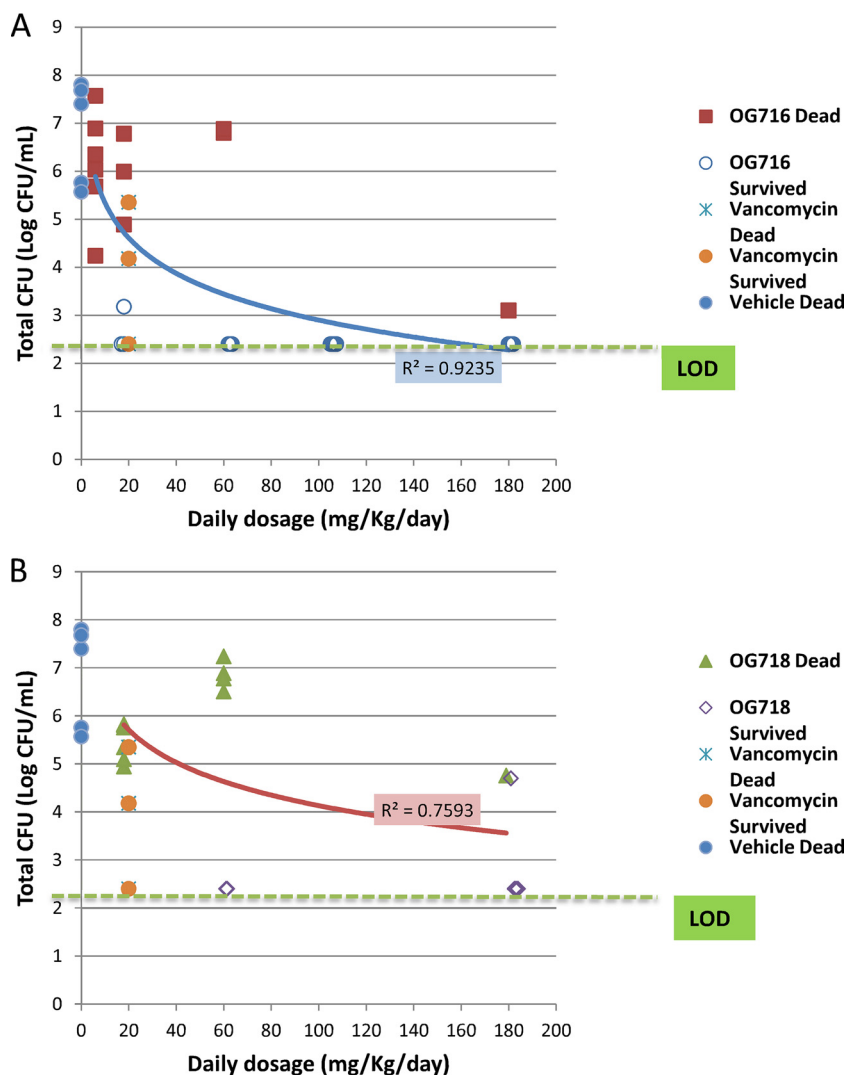 A
Total CFU (Log CFU/mL)
9
8
7
6
5
4
3
2
1
0
0 20 40 60 80 100 120 140 160 180 200
Daily dosage (mg/Kg/day)
R² = 0.9235
LOD
OG716 Dead
OG716
Survived
Vancomycin
Dead
Vancomycin
Survived
Vehicle Dead
B
Total CFU (Log CFU/mL)
9
8
7
6
5
4
3
2
1
0
0 20 40 60 80 100 120 140 160 180 200
Daily dosage (mg/Kg/day)
R² = 0.7593
LOD
OG718 Dead
OG718
Survived
Vancomycin
Dead
Vancomycin
Survived
Vehicle Dead